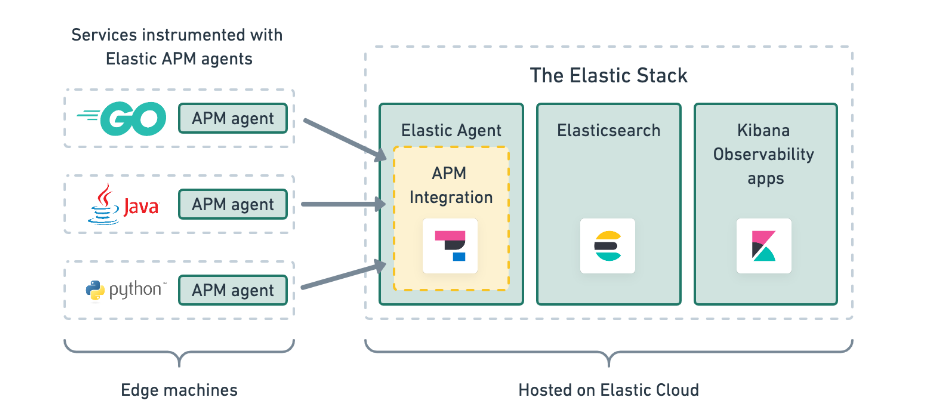 Services instrumented with
Elastic APM agents
GO
APM agent
Java
APM agent
python
APM agent
Edge machines
The Elastic Stack
Elastic Agent
APM
Integration
Elasticsearch
Kibana
Observability
apps
Hosted on Elastic Cloud